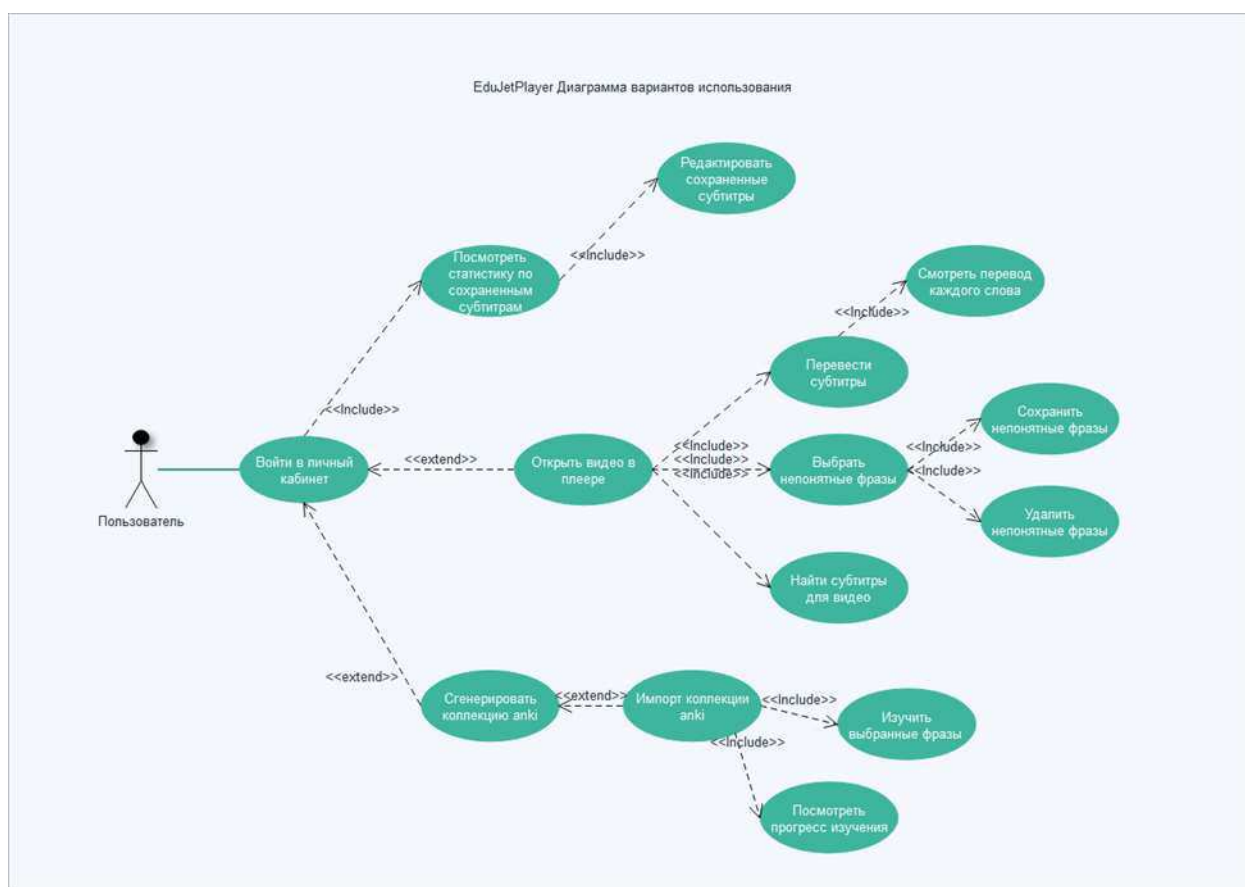 EduJetPlayer Диаграмма вариантов использования
Редактировать
сохраненные
субтитры
<<Include>>
Посмотреть
статистику по
сохраненным
субтитрам
Смотреть перевод
каждого слова
<<Include>>
Перевести
субтитры
<<Include>>
Сохранить
непонятные фразы
Пользователь
Войти в личный
кабинет
<<extend>>
Открыть видео в
плеере
<<Include>>
<<Include>>
<<Include>>
Выбрать
непонятные фразы
<<Include>>
<<Include>>
Удалить
непонятные фразы
Найти субтитры
для видео
<<extend>>
Сгенерировать
коллекцию anki
<<extend>>
Импорт коллекции
anki
<<Include>>
Изучить
выбранные фразы
<<Include>>
Посмотреть
прогресс изучения